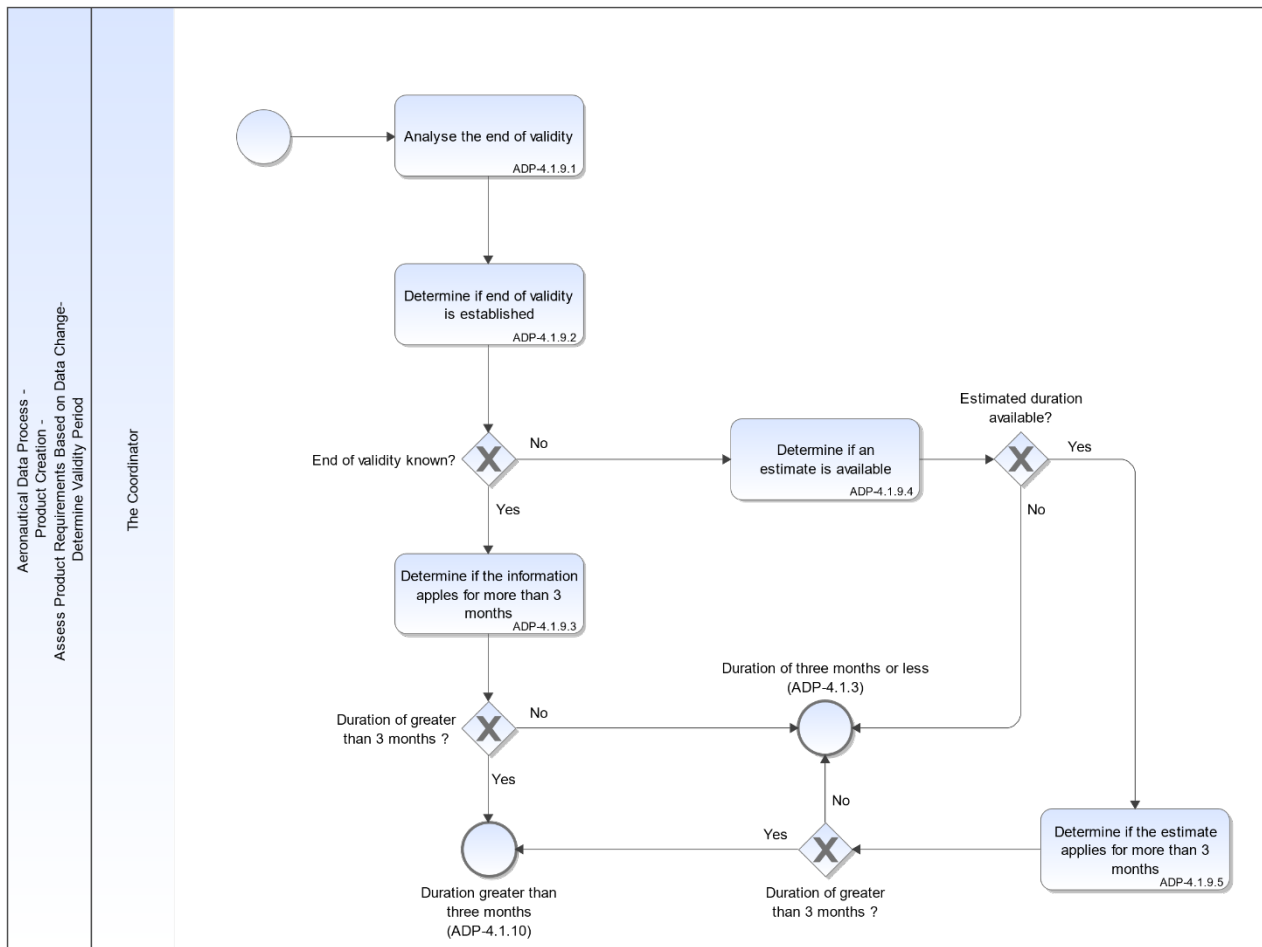 Aeronautical Data Process -
Product Creation -
Assess Product Requirements Based on Data Change-
Determine Validity Period
The Coordinator
Analyse the end of validity
ADP-4.1.9.1
Determine if end of validity
is established
ADP-4.1.9.2
End of validity known?
No
Yes
Determine if an
estimate is available
ADP-4.1.9.4
Estimated duration
available?
Yes
No
Determine if the information
apples for more than 3
months
ADP-4.1.9.3
Duration of three months or less
(ADP-4.1.3)
Duration of greater
than 3 months ?
No
Yes
No
Yes
Determine if the estimate
applies for more than 3
months
ADP-4.1.9.5
Duration greater than
three months
(ADP-4.1.10)
Duration of greater
than 3 months ?